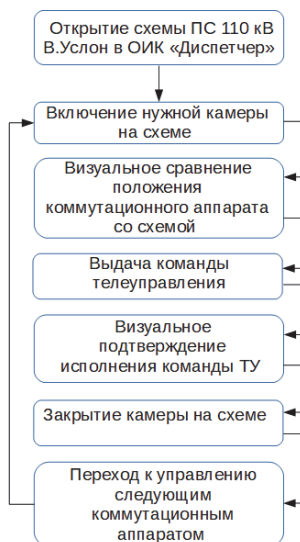 Открытие схемы ПС 110 кВ
В.Услон в ОИК «Диспетчер»
Включение нужной камеры
на схеме
Визуальное сравнение
положения
коммутационного аппарата
со схемой
Выдача команды
телеуправления
Визуальное
подтверждение
исполнения команды ТУ
Закрытие камеры на схеме
Переход к управлению
следующим
коммутационным
аппаратом